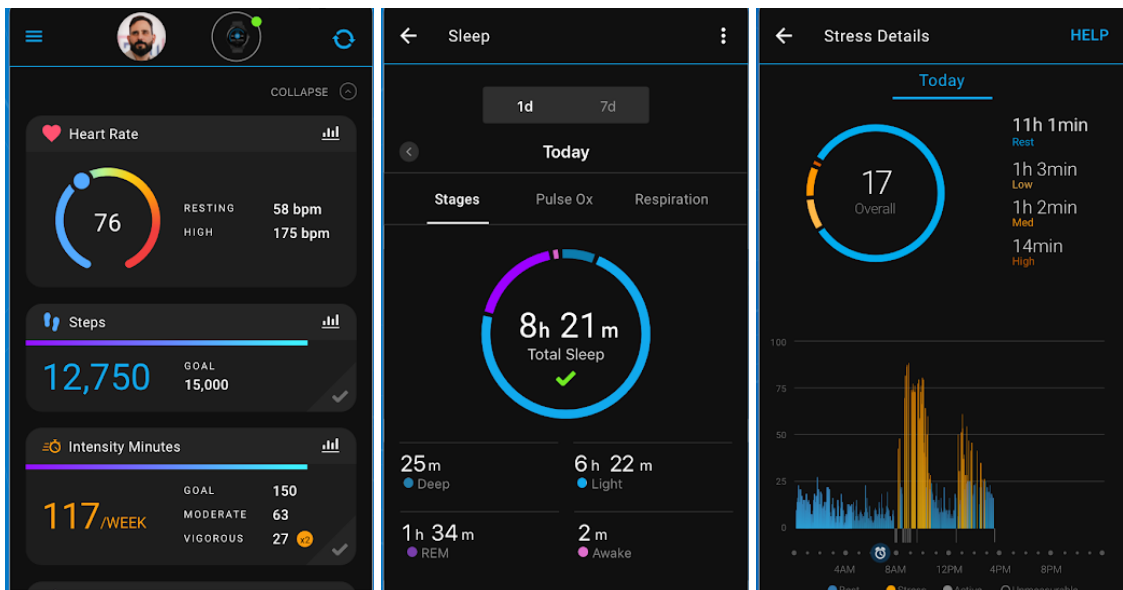 COLLAPSE
Heart Rate
76
RESTING 58 bpm
HIGH 175 bpm
Steps
12,750
GOAL
15,000
Intensity Minutes
117/WEEK
GOAL 150
MODERATE 63
VIGOROUS 27 x2
Sleep
1d 7d
Today
Stages Pulse Ox Respiration
8h 21m
Total Sleep
25m
Deep
6h 22m
Light
1h 34m
REM
2m
Awake
Stress Details HELP
Today
17
Overall
11h 1min
Rest
1h 3min
Low
1h 2min
Med
14min
High
100
75
50
25
0
4AM 8AM 12PM 4PM 8PM
Rest Stress Active Unmeasurable